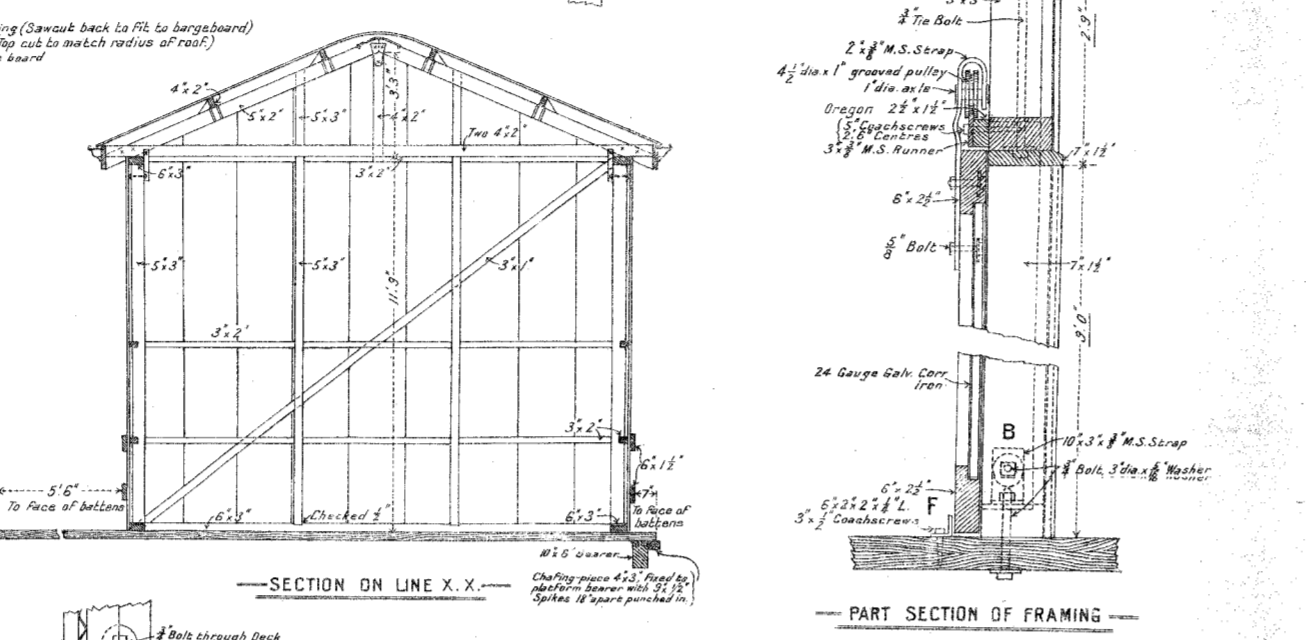 ing (Sawcut back to fit to bargeboard)
Top cut to match radius of roof.)
board
4"x2"
5"x2"
5"x3"
3'.3"
4"x2"
Two 4"x2"
6"x3"
3"x2"
5"x3"
5"x3"
3"x1"
11'.9"
3"x2"
3"x2"
6"x1½"
5'.6"
To face of battens
7"
To face of
battens
6"x3"
Checked ½"
6"x3"
10"x6" bearer
Chafing-piece 4"x3" fixed to
platform bearer with 9"x½"
Spikes 18" apart punched in.
SECTION ON LINE X.X.
¾" Bolt through Deck
¾" Tie Bolt
2'.9"
2"x⅜" M.S. Strap
4½" dia. x 1" grooved pulley
1" dia. axle
Oregon 2½"x1½"
5" Coachscrews
2'.6" Centres
3"x⅜" M.S. Runner
7"x1½"
6"x2½"
⅝" Bolt
7"x1½"
9'.0"
24 Gauge Galv. Corr.
Iron
B
10"x3"x⅜" M.S. Strap
Bolt, 3" dia. x Washer
6"x2½"
F
6"x2"x2"x¼" L.
3"x½" Coachscrews
PART SECTION OF FRAMING